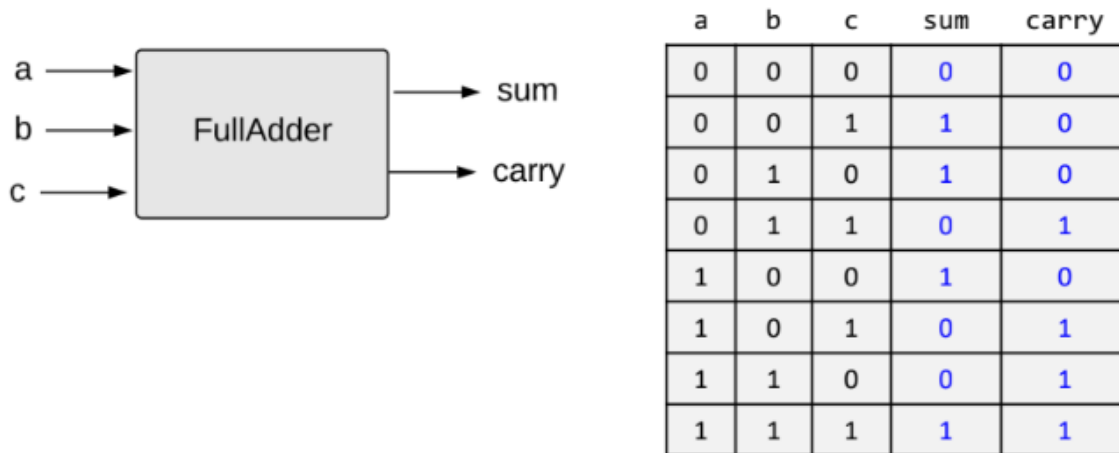 a
b
c
FullAdder
sum
carry
a b c sum carry
0 0 0 0 0
0 0 1 1 0
0 1 0 1 0
0 1 1 0 1
1 0 0 1 0
1 0 1 0 1
1 1 0 0 1
1 1 1 1 1